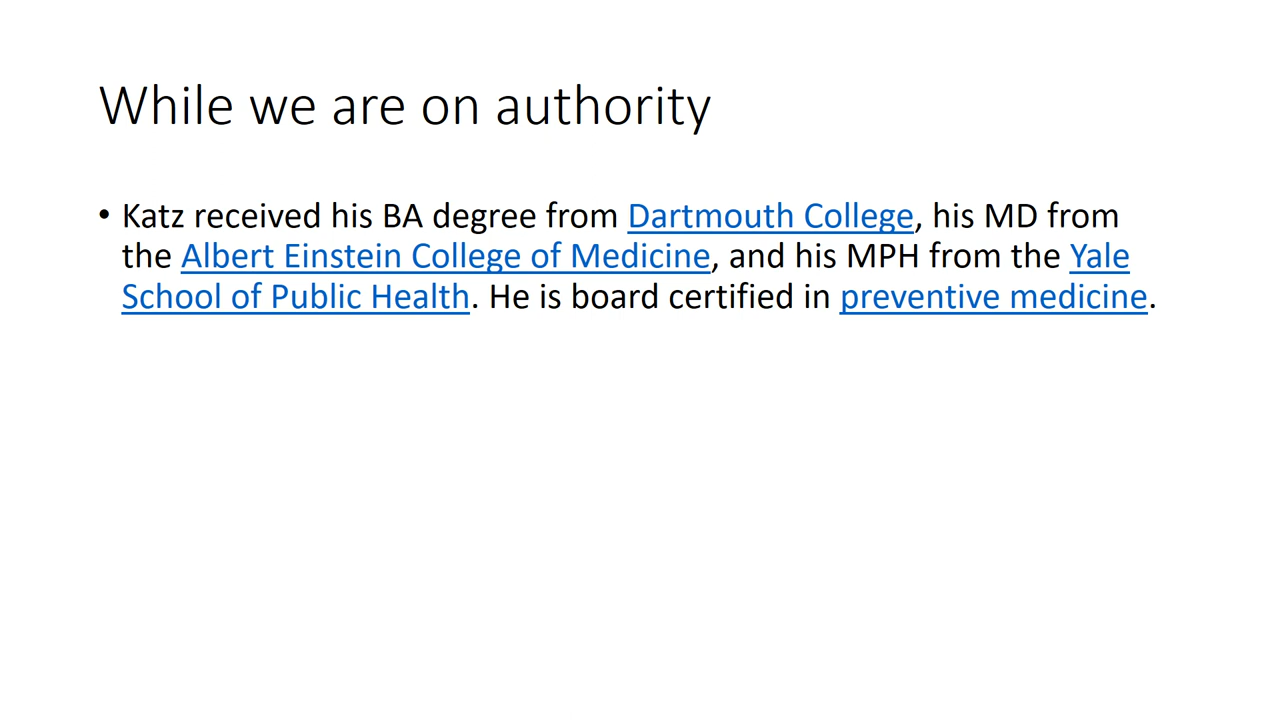 While we are on authority
• Katz received his BA degree from Dartmouth College, his MD from
the Albert Einstein College of Medicine, and his MPH from the Yale
School of Public Health. He is board certified in preventive medicine.